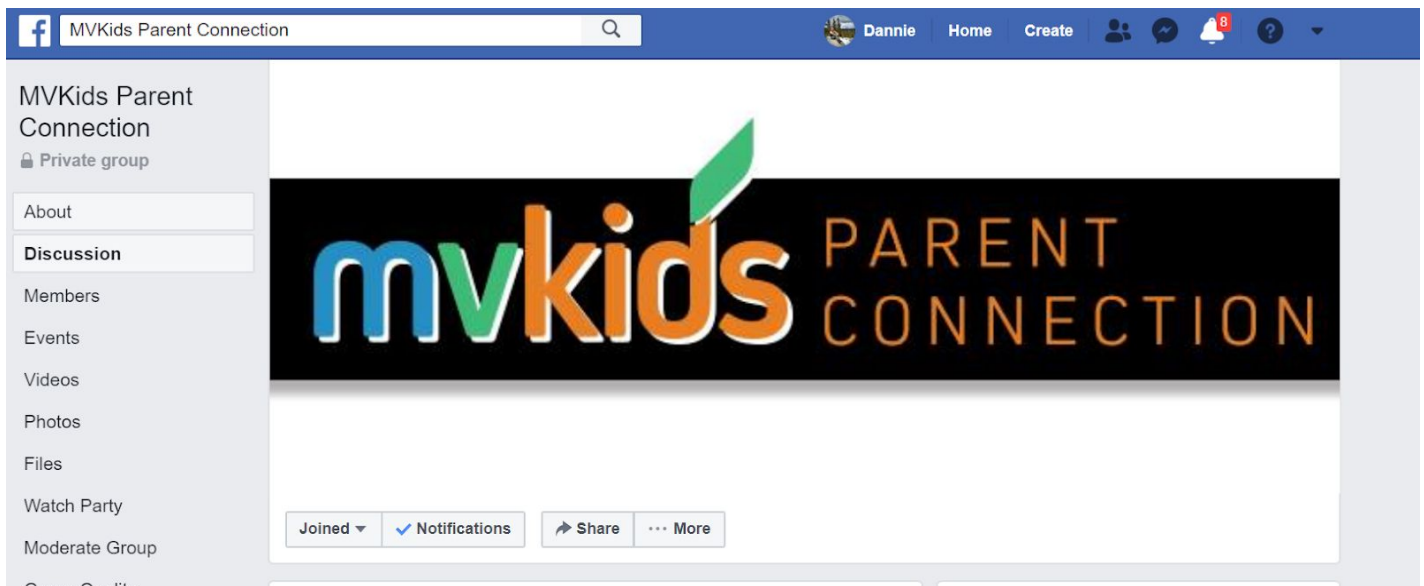 MVKids Parent Connection
Dannie
Home
Create
8
MVKids Parent
Connection
Private group
About
Discussion
Members
Events
Videos
Photos
Files
Watch Party
Moderate Group
mvkids
PARENT
CONNECTION
Joined
Notifications
Share
More